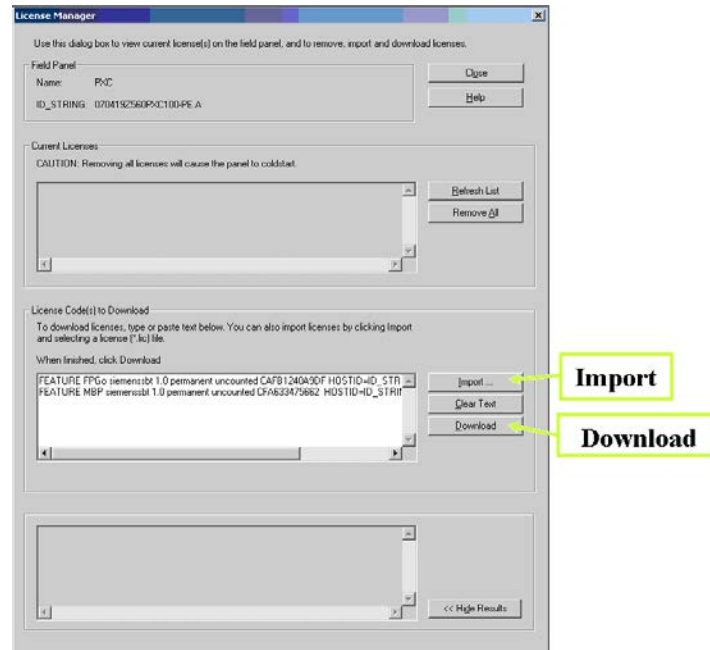 License Manager
Use this dialog box to view current license(s) on the field panel, and to remove, import and download licenses.
Field Panel
Name: PXC
ID_STRING: 0704192560PXC100-PE.A
Close
Help
Current Licenses
CAUTION: Removing all licenses will cause the panel to coldstart.
Refresh List
Remove All
License Code(s) to Download
To download licenses, type or paste text below. You can also import licenses by clicking Import
and selecting a license (*.lic) file.
When finished, click Download
FEATURE FPGo siemenssbt 1.0 permanent uncounted CAFB1240A9DF HOSTID=ID_STR
FEATURE MBP siemenssbt 1.0 permanent uncounted CFA633475662 HOSTID=ID_STRI
Import ...
Clear Text
Download
Import
Download
<< Hide Results